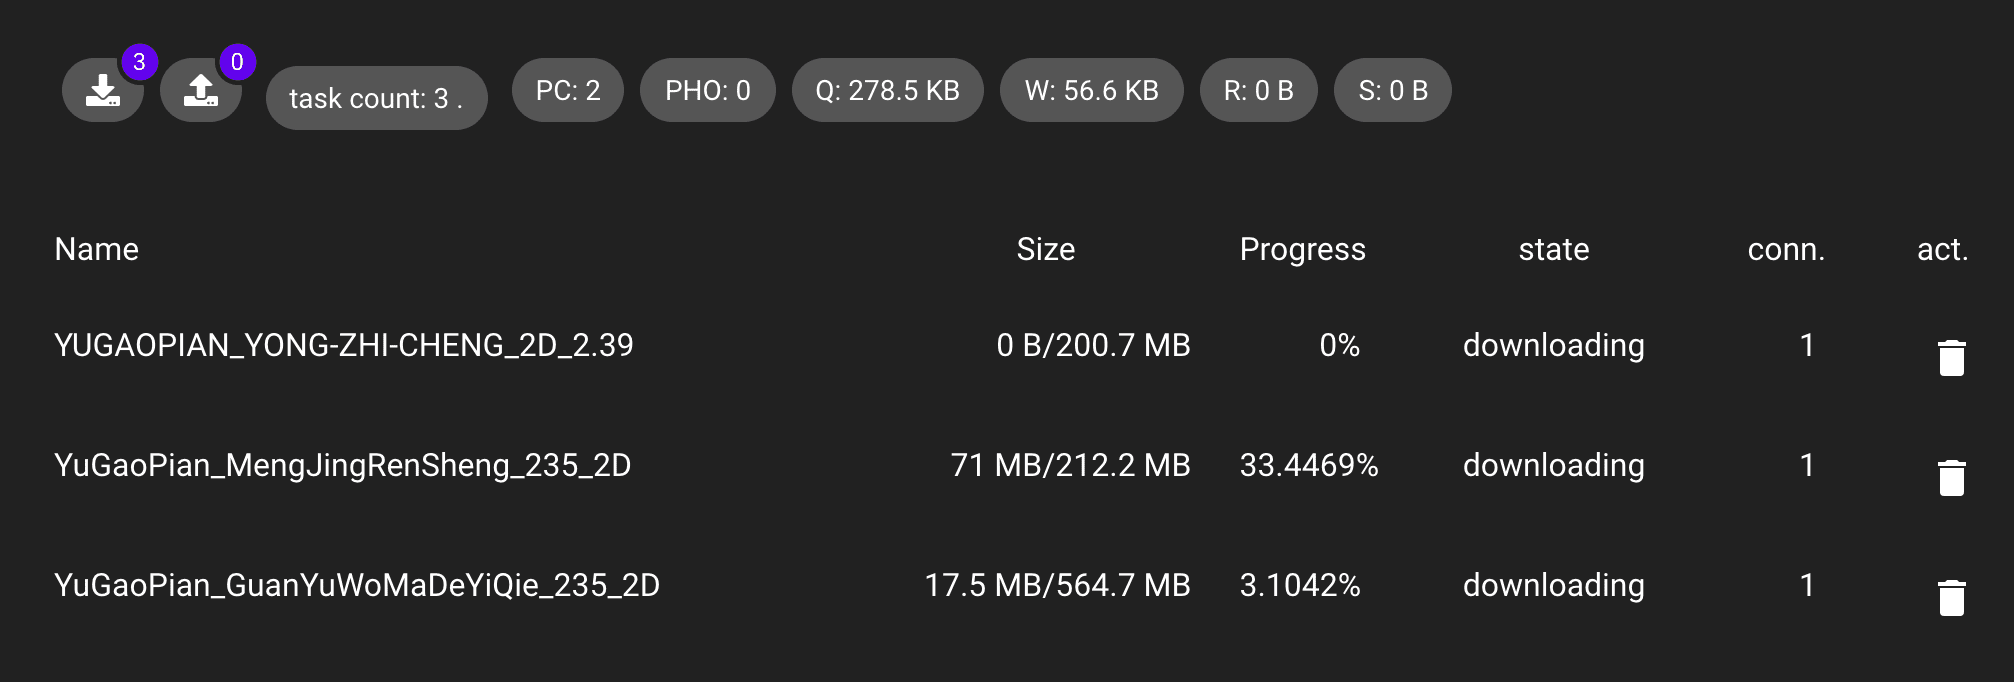 3 0 task count: 3 . PC: 2 PHO: 0 Q: 278.5 KB W: 56.6 KB R: 0 B S: 0 B
Name Size Progress state conn. act.
YUGAOPIAN_YONG-ZHI-CHENG_2D_2.39 0 B/200.7 MB 0% downloading 1
YuGaoPian_MengJingRenSheng_235_2D 71 MB/212.2 MB 33.4469% downloading 1
YuGaoPian_GuanYuWoMaDeYiQie_235_2D 17.5 MB/564.7 MB 3.1042% downloading 1